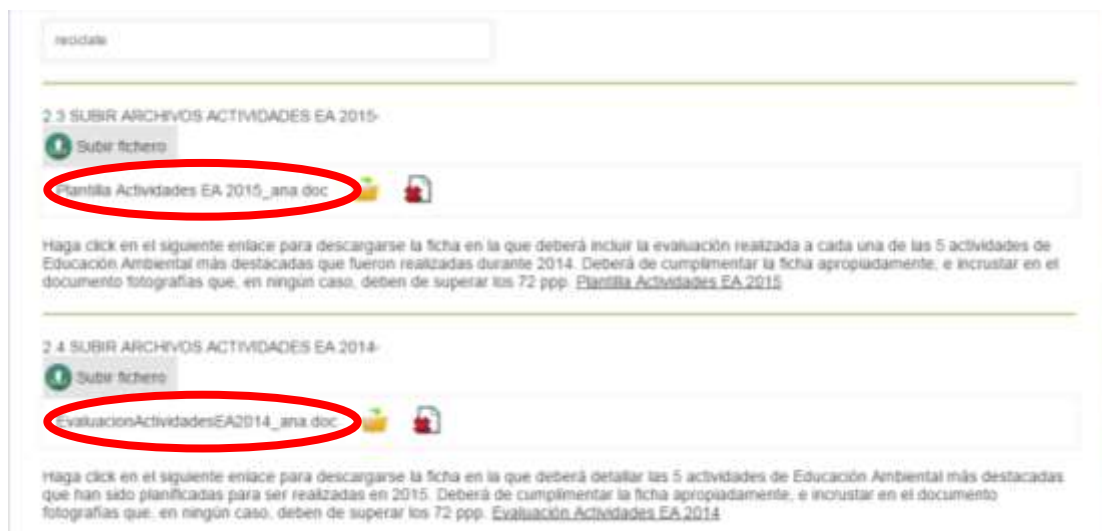 reciclate
2.3 SUBIR ARCHIVOS ACTIVIDADES EA 2015-
Subir fichero
Plantilla Actividades EA 2015_ana.doc
Haga click en el siguiente enlace para descargarse la ficha en la que deberá incluir la evaluación realizada a cada una de las 5 actividades de
Educación Ambiental más destacadas que fueron realizadas durante 2014. Deberá de cumplimentar la ficha apropiadamente, e incrustar en el
documento fotografías que, en ningún caso, deben de superar los 72 ppp. Plantilla Actividades EA 2015
2.4 SUBIR ARCHIVOS ACTIVIDADES EA 2014-
Subir fichero
EvaluacionActividadesEA2014_ana.doc
Haga click en el siguiente enlace para descargarse la ficha en la que deberá detallar las 5 actividades de Educación Ambiental más destacadas
que han sido planificadas para ser realizadas en 2015. Deberá de cumplimentar la ficha apropiadamente, e incrustar en el documento
fotografías que, en ningún caso, deben de superar los 72 ppp. Evaluación Actividades EA 2014